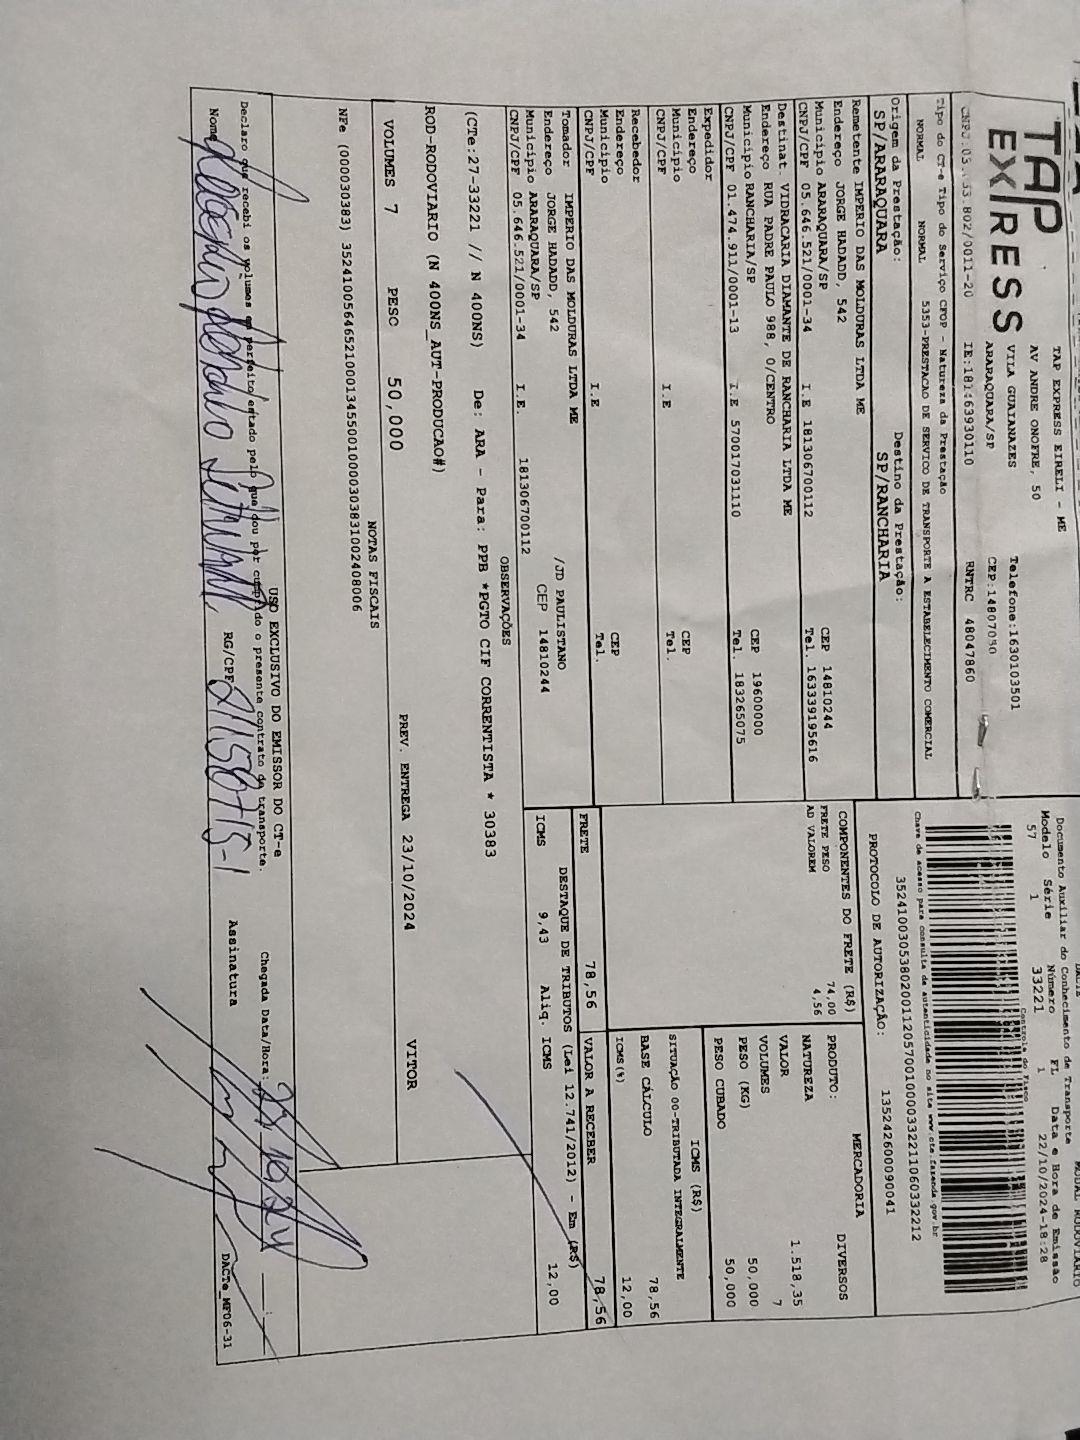 TAP EXPRESS
TAP EXPRESS EIRELI - ME
AV ANDRE ONOFRE, 50
VILA GUAIANAZES
ARARAQUARA/SP
Telefone:1630103501
CEP:14807050
IE:181163930110 RNTRC 48047860
Tipo do CT-e Tipo do Serviço CFOP - Natureza da Prestação
NORMAL NORMAL 5353-PRESTACAO DE SERVICO DE TRANSPORTE A ESTABELECIMENTO COMERCIAL
Origem da Prestação: Destino da Prestação:
SP/ARARAQUARA SP/RANCHARIA
Remetente IMPERIO DAS MOLDURAS LTDA ME
Endereço JORGE HADADD, 542
Município ARARAQUARA/SP CEP 14810244
CNPJ/CPF 05.646.521/0001-34 I.E 181306700112 Tel. 163339195616
Destinat. VIDRACARIA DIAMANTE DE RANCHARIA LTDA ME
Endereço RUA PADRE PAULO 988, 0/CENTRO
Município RANCHARIA/SP CEP 19600000
CNPJ/CPF 01.474.911/0001-13 I.E 570017031110 Tel. 183265075
Expedidor
Endereço
Município CEP
CNPJ/CPF I.E Tel.
Recebedor
Endereço
Município CEP
CNPJ/CPF I.E Tel.
Tomador IMPERIO DAS MOLDURAS LTDA ME
Endereço JORGE HADADD, 542 /JD PAULISTANO
Município ARARAQUARA/SP CEP 14810244
CNPJ/CPF 05.646.521/0001-34 I.E. 181306700112
Documento Auxiliar do Conhecimento de Transporte MODAL RODOVIARIO
Modelo Série Número FL Data e Hora de Emissão
57 1 33221 1 22/10/2024-18:28
Controle do Fisco
Chave de acesso para consulta de autenticidade no site www.cte.fazenda.gov.br
35241003053802001120570010000332211060332212
PROTOCOLO DE AUTORIZAÇÃO: 135242600090041
COMPONENTES DO FRETE (R$)
FRETE PESO 74,00
AD VALOREM 4,56
MERCADORIA
PRODUTO: DIVERSOS
NATUREZA
VALOR 1.518,35
VOLUMES 7
PESO (KG) 50,000
PESO CUBADO 50,000
ICMS (R$)
SITUAÇÃO 00-TRIBUTADA INTEGRALMENTE
BASE CÁLCULO 78,56
ICMS(%) 12,00
FRETE 78,56 VALOR A RECEBER 78,56
DESTAQUE DE TRIBUTOS (Lei 12.741/2012) - Em (R$)
ICMS 9,43 Aliq. ICMS 12,00
OBSERVAÇÕES
(CTe:27-33221 // N 400NS) De: ARA - Para: PPB *PGTO CIF CORRENTISTA * 30383
ROD-RODOVIARIO (N 400NS_AUT-PRODUCAO#)
VOLUMES 7 PESO 50,000 PREV. ENTREGA 23/10/2024 VITOR
NOTAS FISCAIS
NFe (000030383) 35241005646521000134550010000303831002408006
USO EXCLUSIVO DO EMISSOR DO CT-e
Declaro que recebi os volumes em perfeito estado pelo que dou por cumprido o presente contrato de transporte.
Chegada Data/Hora:
Nome RG/CPF Assinatura
DACTe_MF06-31